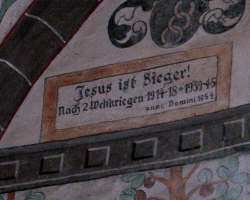 Jesus ist Sieger!
Nach 2 Weltkriegen 1914-18=1939-45
anno Domini